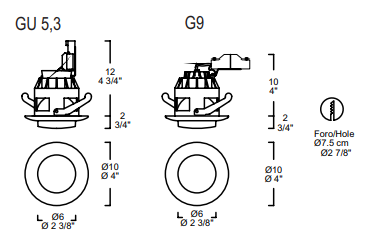 GU 5,3
G9
12
4 3/4"
2
3/4"
10
4"
2
3/4"
Foro/Hole
Ø7.5 cm
Ø2 7/8"
Ø10
Ø 4"
Ø6
Ø 2 3/8"
Ø10
Ø 4"
Ø6
Ø 2 3/8"